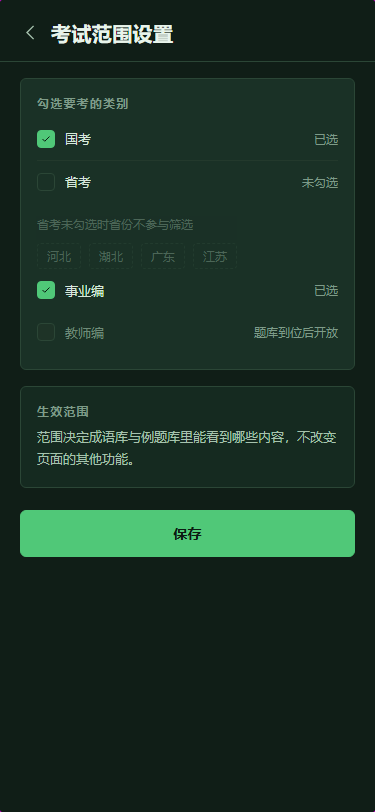 考试范围设置
勾选要考的类别
国考 已选
省考 未勾选
省考未勾选时省份不参与筛选
河北 湖北 广东 江苏
事业编 已选
教师编 题库到位后开放
生效范围
范围决定成语库与例题库里能看到哪些内容，不改变
页面的其他功能。
保存